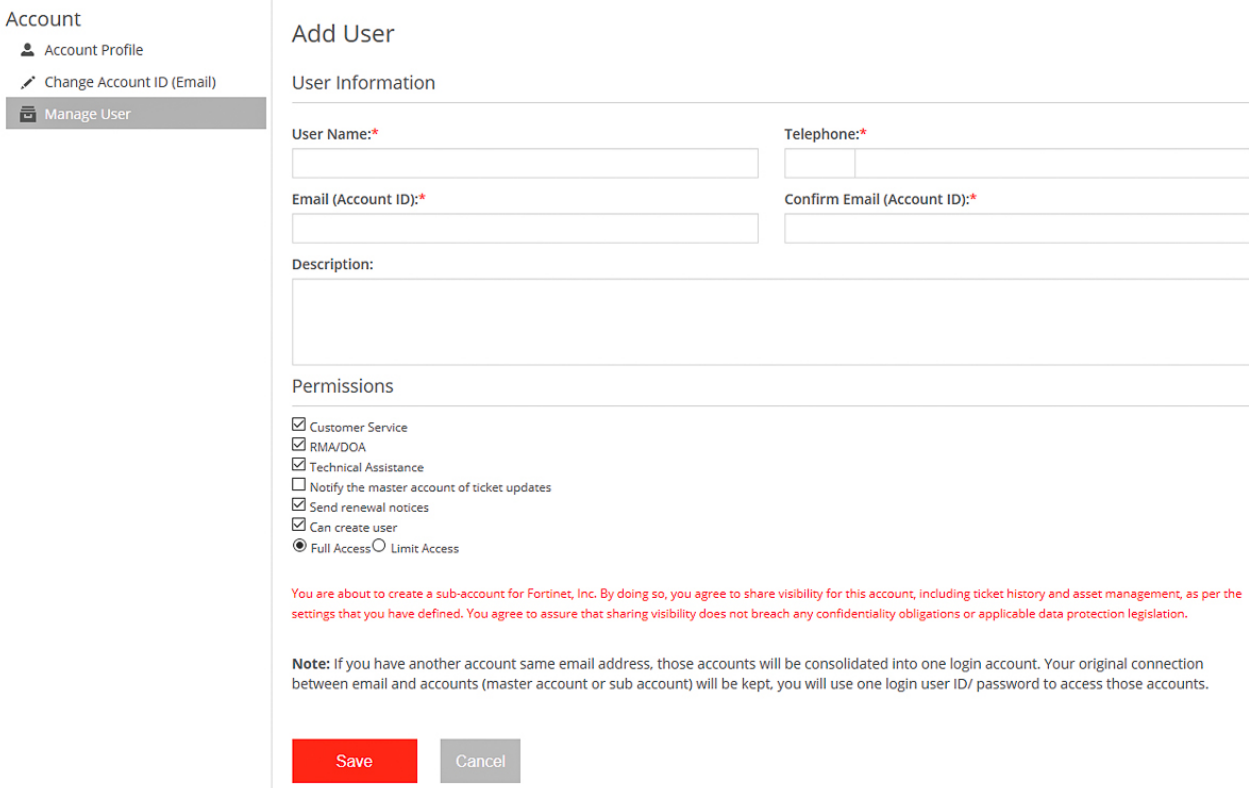 Account
Account Profile
Change Account ID (Email)
Manage User
Add User
User Information
User Name:*
Telephone:*
Email (Account ID):*
Confirm Email (Account ID):*
Description:
Permissions
Customer Service
RMA/DOA
Technical Assistance
Notify the master account of ticket updates
Send renewal notices
Can create user
Full Access Limit Access
You are about to create a sub-account for Fortinet, Inc. By doing so, you agree to share visibility for this account, including ticket history and asset management, as per the
settings that you have defined. You agree to assure that sharing visibility does not breach any confidentiality obligations or applicable data protection legislation.
Note: If you have another account same email address, those accounts will be consolidated into one login account. Your original connection
between email and accounts (master account or sub account) will be kept, you will use one login user ID/ password to access those accounts.
Save
Cancel